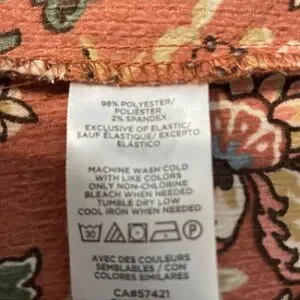 98% POLYESTER/
POLIÉSTER
2% SPANDEX
EXCLUSIVE OF ELASTIC/
SAUF ÉLASTIQUE/ EXCEPTO
ELÁSTICO
MACHINE WASH COLD
WITH LIKE COLORS
ONLY NON-CHLORINE
BLEACH WHEN NEEDED
TUMBLE DRY LOW
COOL IRON WHEN NEEDED
30 P
AVEC DES COULEURS
SEMBLABLES / CON
COLORES SIMILARES
CA#57421